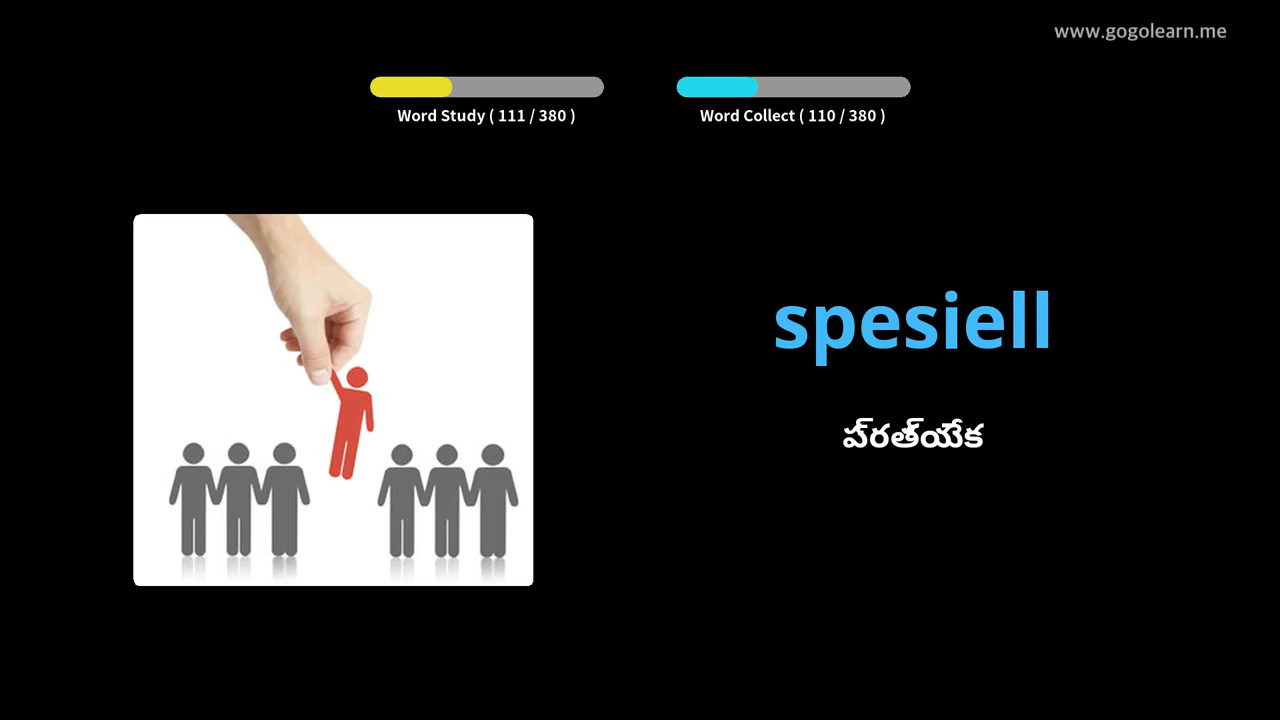 www.gogolearn.me
Word Study ( 111 / 380 )
Word Collect ( 110 / 380 )
spesiell
ప్రత్యేక